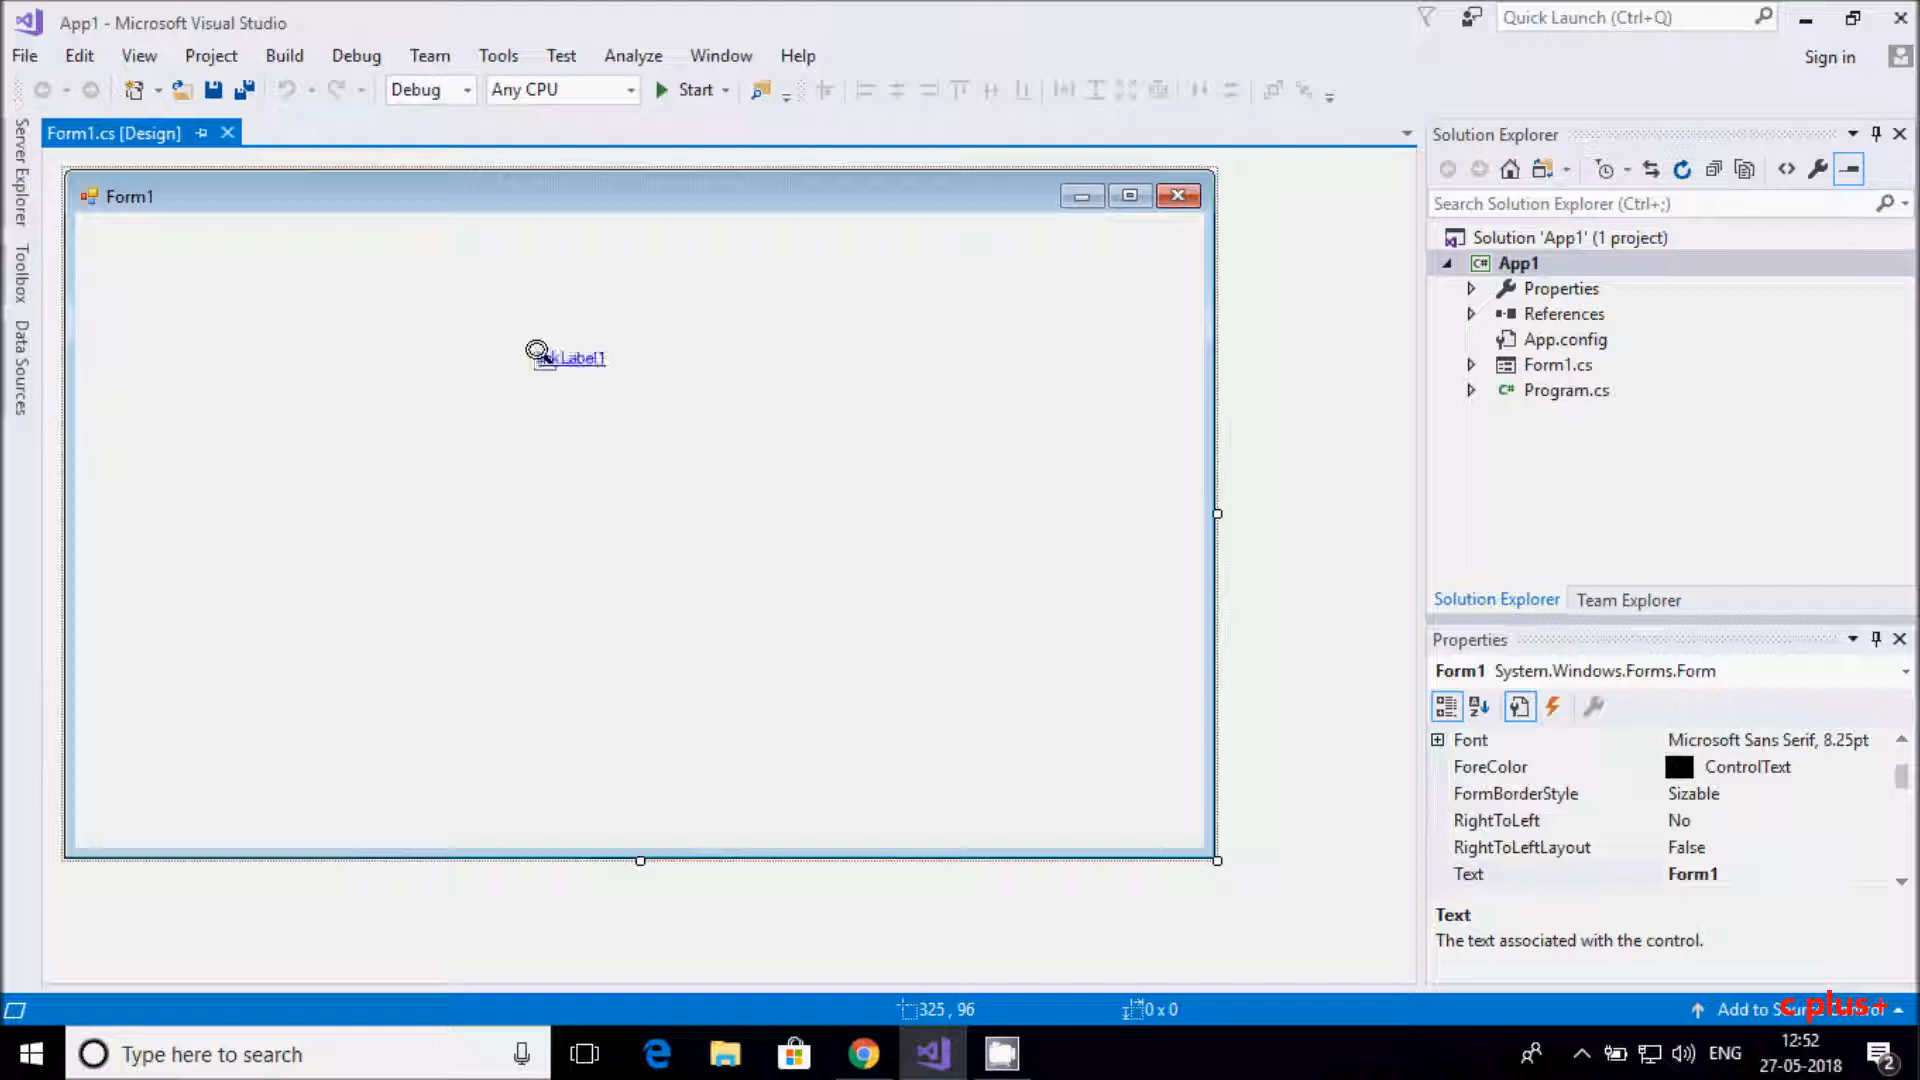 App1 - Microsoft Visual Studio
Quick Launch (Ctrl+Q)
File Edit View Project Build Debug Team Tools Test Analyze Window Help
Sign in
Debug Any CPU Start
Server Explorer
Toolbox
Data Sources
Form1.cs [Design]
Form1
Solution Explorer
Search Solution Explorer (Ctrl+;)
Solution 'App1' (1 project)
C# App1
Properties
References
App.config
Form1.cs
C# Program.cs
Solution Explorer Team Explorer
Properties
Form1 System.Windows.Forms.Form
Font Microsoft Sans Serif, 8.25pt
ForeColor ControlText
FormBorderStyle Sizable
RightToLeft No
RightToLeftLayout False
Text Form1
Text
The text associated with the control.
325 , 96
0 x 0
Add to
c plus+
Type here to search
ENG
12:52
27-05-2018
2